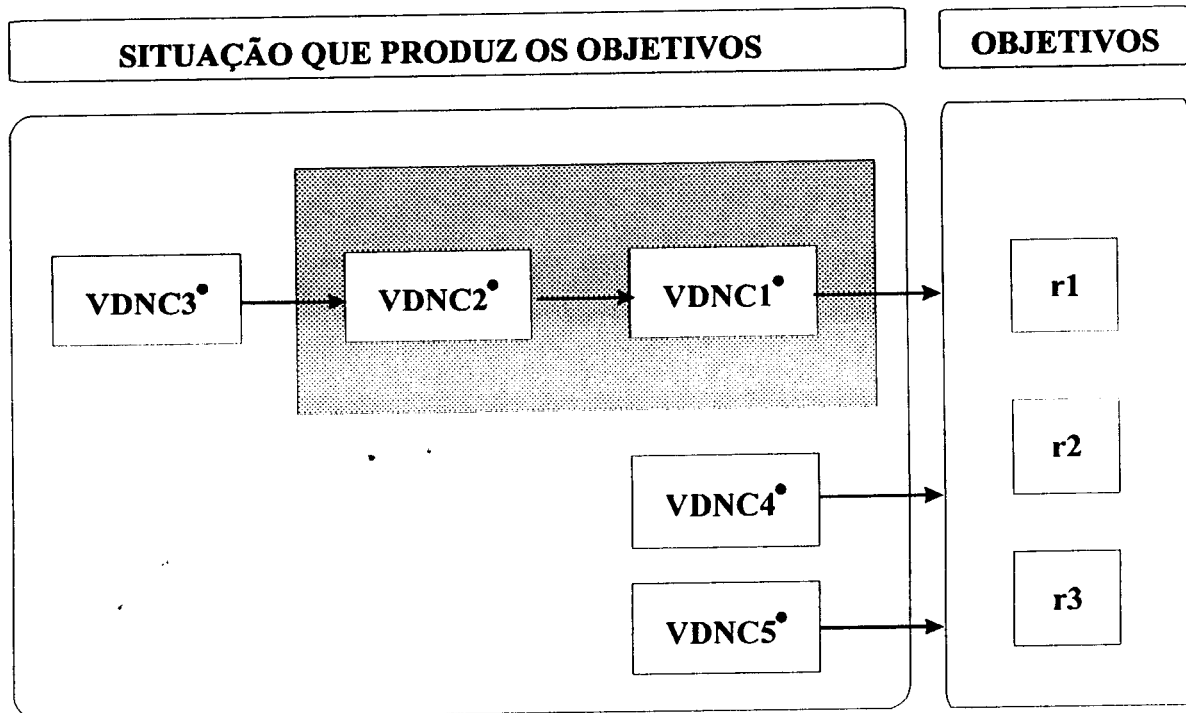 SITUAÇÃO QUE PRODUZ OS OBJETIVOS
OBJETIVOS
VDNC3●
VDNC2●
VDNC1●
r1
r2
VDNC4●
r3
VDNC5●